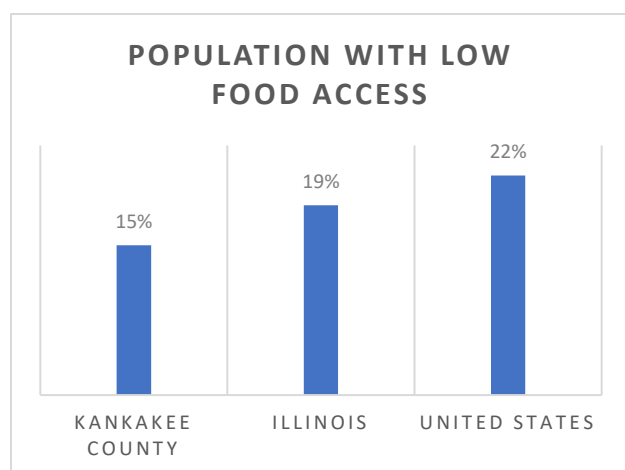 POPULATION WITH LOW
FOOD ACCESS
15%
19%
22%
KANKAKEE
COUNTY
ILLINOIS
UNITED STATES